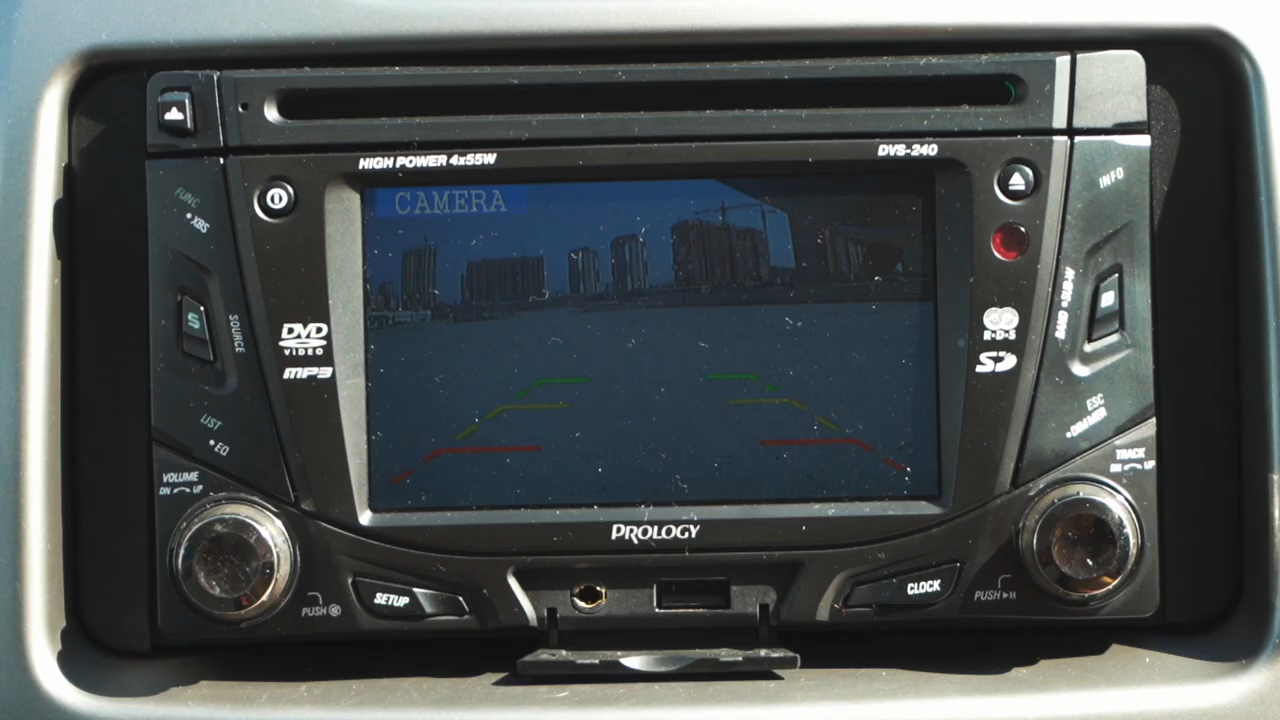 HIGH POWER 4x55W
DVS-240
CAMERA
FUNC
•XBS
INFO
S
SOURCE
BAND •SUB-W
B
DVD
VIDEO
MP3
R·D·S
SD
LIST
•EQ
ESC
•DIMMER
VOLUME
DN UP
TRACK
DN UP
PROLOGY
SETUP
CLOCK
PUSH
PUSH